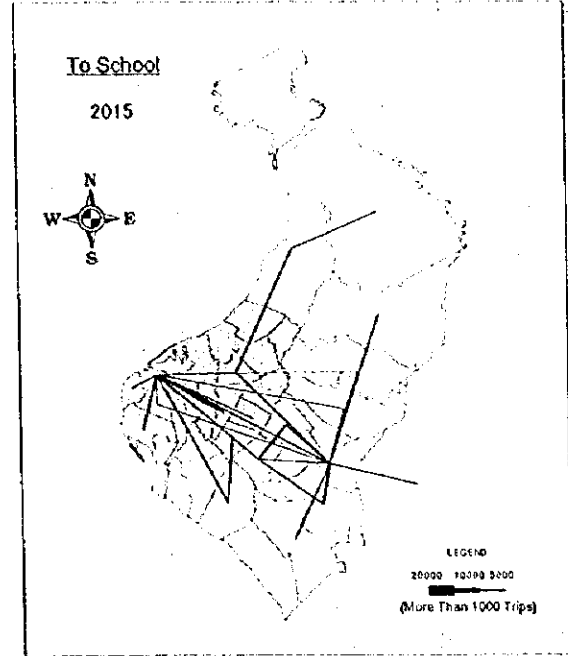 To School
2015
N
W E
S
LEGEND
20000 10000 5000
(More Than 1000 Trips)